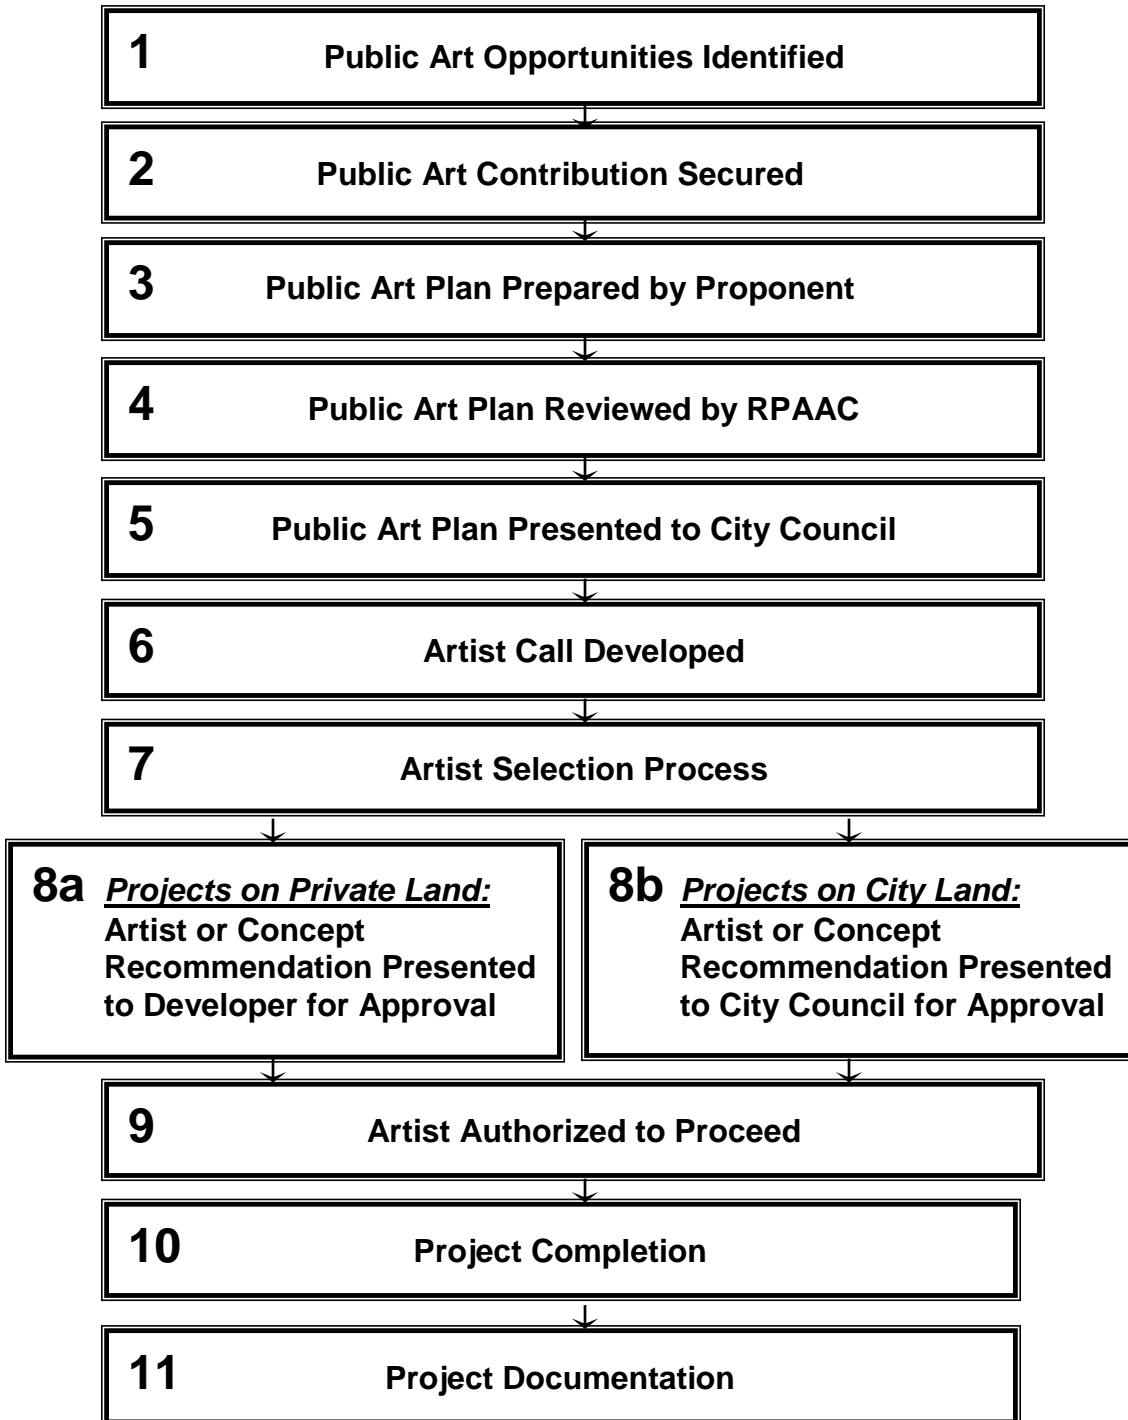 1 Public Art Opportunities Identified
2 Public Art Contribution Secured
3 Public Art Plan Prepared by Proponent
4 Public Art Plan Reviewed by RPAAC
5 Public Art Plan Presented to City Council
6 Artist Call Developed
7 Artist Selection Process
8a Projects on Private Land:
Artist or Concept
Recommendation Presented
to Developer for Approval
8b Projects on City Land:
Artist or Concept
Recommendation Presented
to City Council for Approval
9 Artist Authorized to Proceed
10 Project Completion
11 Project Documentation